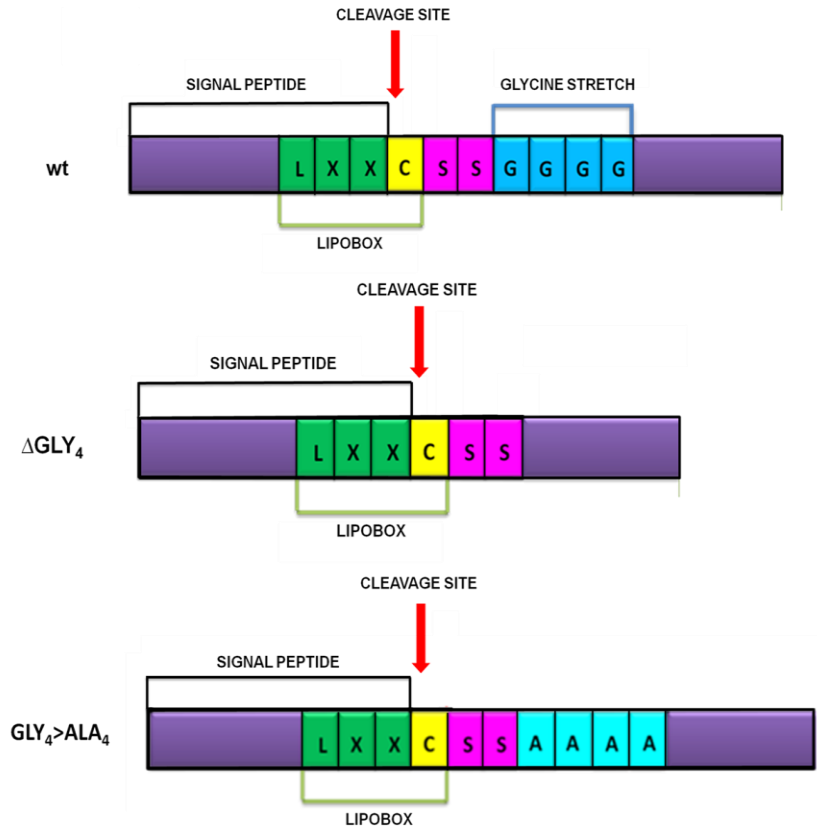 CLEAVAGE SITE
SIGNAL PEPTIDE GLYCINE STRETCH
wt L X X C S S G G G G
LIPOBOX
CLEAVAGE SITE
SIGNAL PEPTIDE
ΔGLY₄ L X X C S S
LIPOBOX
CLEAVAGE SITE
SIGNAL PEPTIDE
GLY₄>ALA₄ L X X C S S A A A A
LIPOBOX